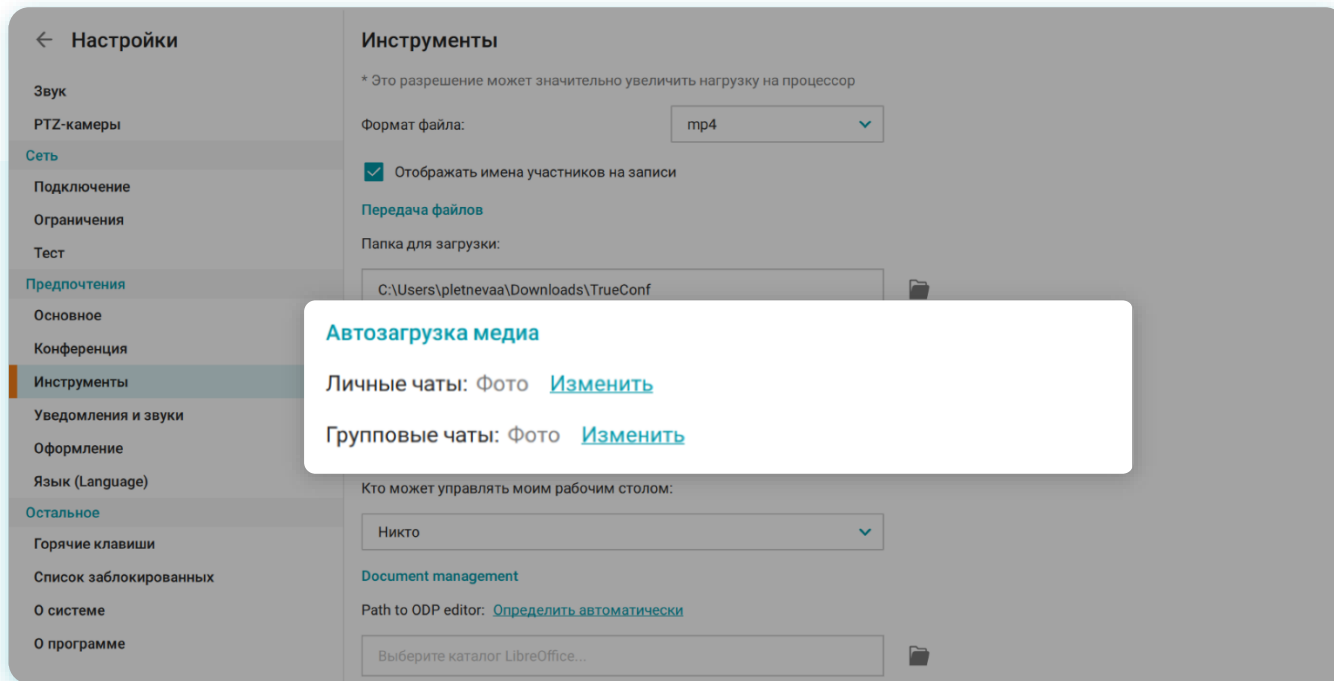 Настройки
Звук
PTZ-камеры
Сеть
Подключение
Ограничения
Тест
Предпочтения
Основное
Конференция
Инструменты
Уведомления и звуки
Оформление
Язык (Language)
Остальное
Горячие клавиши
Список заблокированных
О системе
О программе
Инструменты
* Это разрешение может значительно увеличить нагрузку на процессор
Формат файла: mp4
Отображать имена участников на записи
Передача файлов
Папка для загрузки:
C:\Users\pletnevaa\Downloads\TrueConf
Автозагрузка медиа
Личные чаты: Фото Изменить
Групповые чаты: Фото Изменить
Кто может управлять моим рабочим столом:
Никто
Document management
Path to ODP editor: Определить автоматически
Выберите каталог LibreOffice...